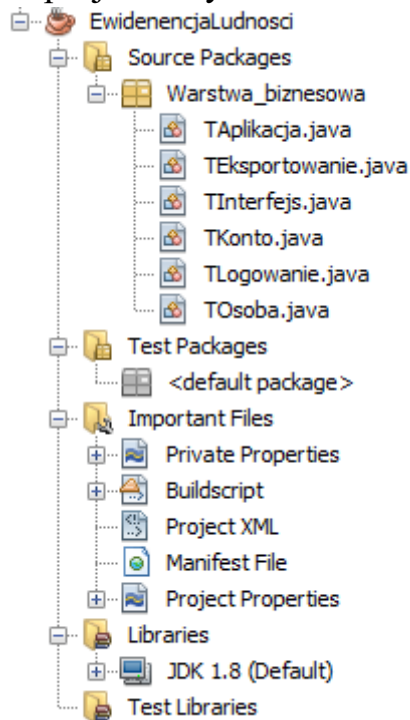 EwidenencjaLudnosci
Source Packages
Warstwa_biznesowa
TAplikacja.java
TEksportowanie.java
TInterfejs.java
TKonto.java
TLogowanie.java
TOsoba.java
Test Packages
<default package>
Important Files
Private Properties
Buildscript
Project XML
Manifest File
Project Properties
Libraries
JDK 1.8 (Default)
Test Libraries